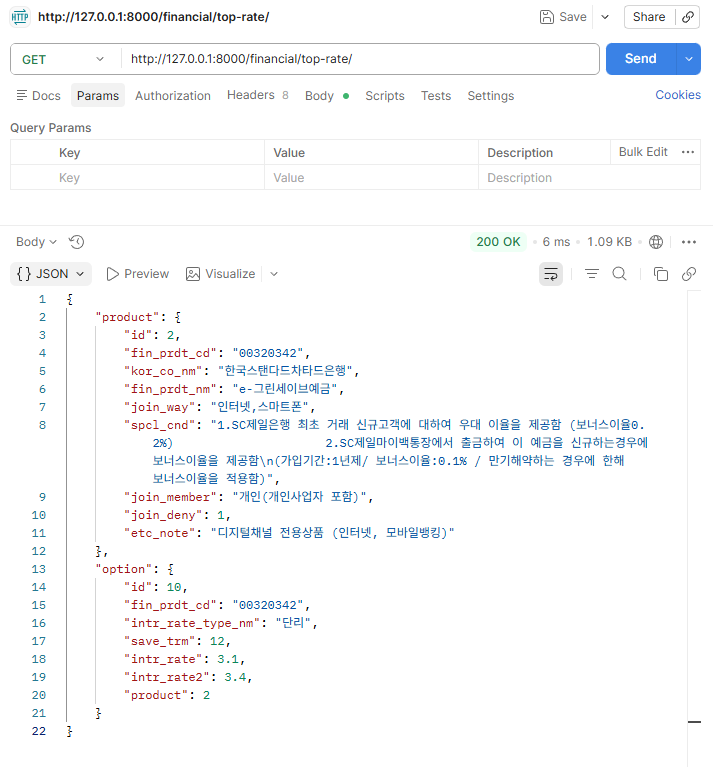 HTTP http://127.0.0.1:8000/financial/top-rate/ Save Share
GET http://127.0.0.1:8000/financial/top-rate/ Send
Docs Params Authorization Headers 8 Body Scripts Tests Settings Cookies
Query Params
Key Value Description Bulk Edit
Key Value Description
Body 200 OK 6 ms 1.09 KB
{} JSON Preview Visualize
1 {
2 "product": {
3 "id": 2,
4 "fin_prdt_cd": "00320342",
5 "kor_co_nm": "한국스탠다드차타드은행",
6 "fin_prdt_nm": "e-그린세이브예금",
7 "join_way": "인터넷,스마트폰",
8 "spcl_cnd": "1.SC제일은행 최초 거래 신규고객에 대하여 우대 이율을 제공함 (보너스이율0.
2%) 2.SC제일마이백통장에서 출금하여 이 예금을 신규하는경우에
보너스이율을 제공함\n(가입기간:1년제/ 보너스이율:0.1% / 만기해약하는 경우에 한해
보너스이율을 적용함)",
9 "join_member": "개인(개인사업자 포함)",
10 "join_deny": 1,
11 "etc_note": "디지털채널 전용상품 (인터넷, 모바일뱅킹)"
12 },
13 "option": {
14 "id": 10,
15 "fin_prdt_cd": "00320342",
16 "intr_rate_type_nm": "단리",
17 "save_trm": 12,
18 "intr_rate": 3.1,
19 "intr_rate2": 3.4,
20 "product": 2
21 }
22 }